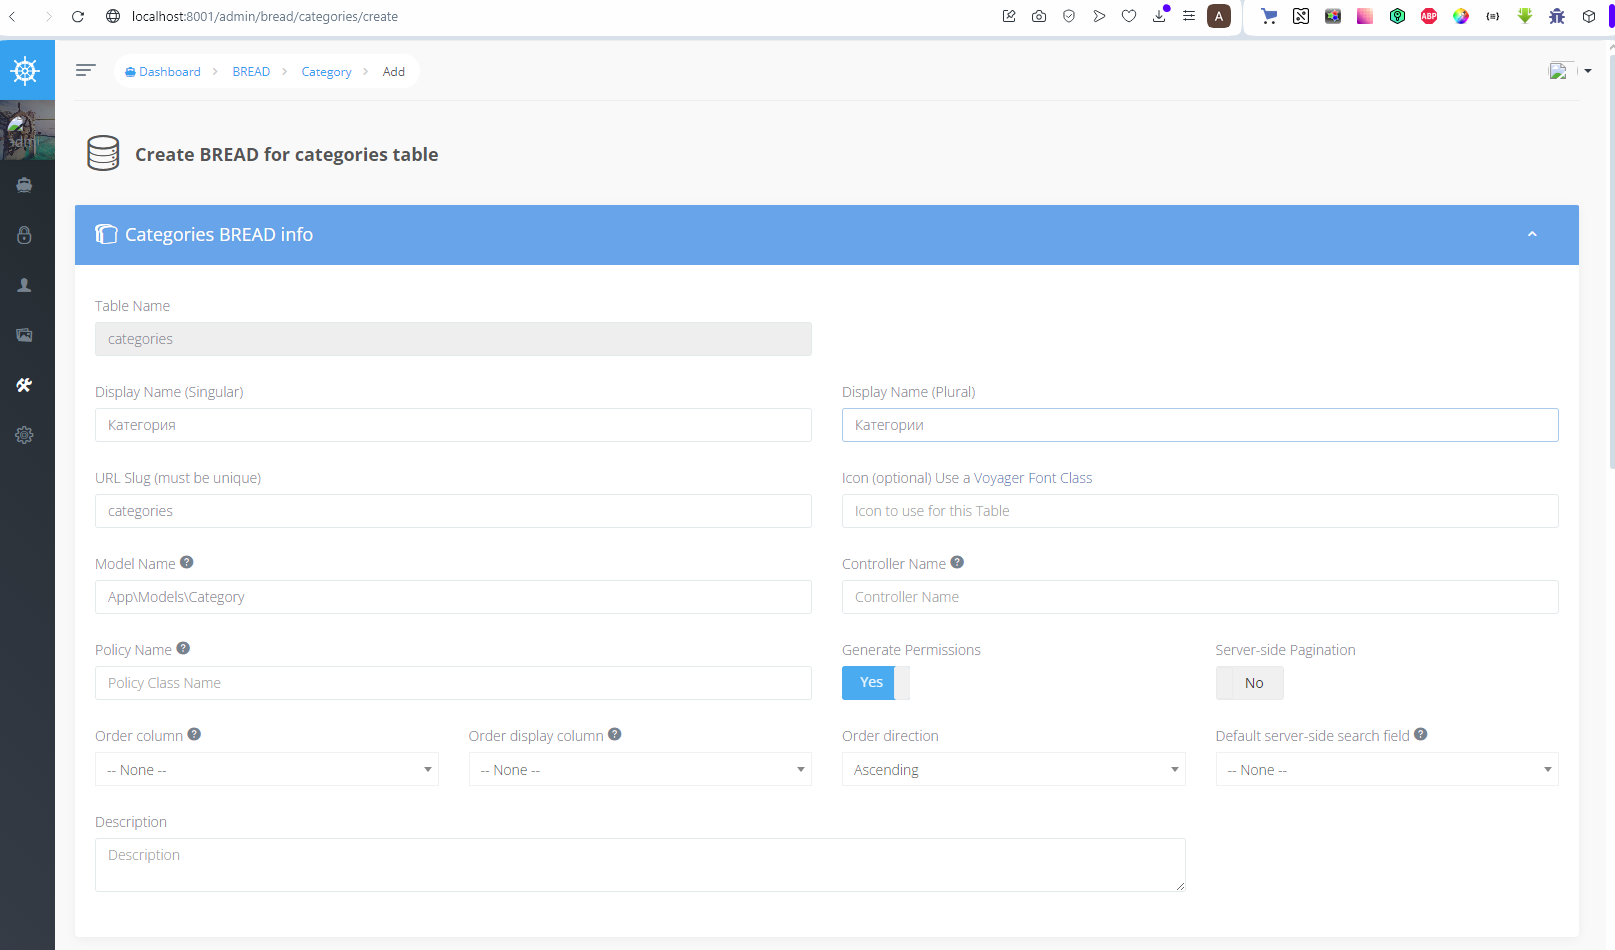 localhost:8001/admin/bread/categories/create
A
ABP
Dashboard > BREAD > Category > Add
Create BREAD for categories table
Categories BREAD info
Table Name
categories
Display Name (Singular)
Display Name (Plural)
Категория
Категории
URL Slug (must be unique)
Icon (optional) Use a Voyager Font Class
categories
Icon to use for this Table
Model Name ?
Controller Name ?
App\Models\Category
Controller Name
Policy Name ?
Generate Permissions
Server-side Pagination
Policy Class Name
Yes
No
Order column ?
Order display column ?
Order direction
Default server-side search field ?
-- None --
-- None --
Ascending
-- None --
Description
Description